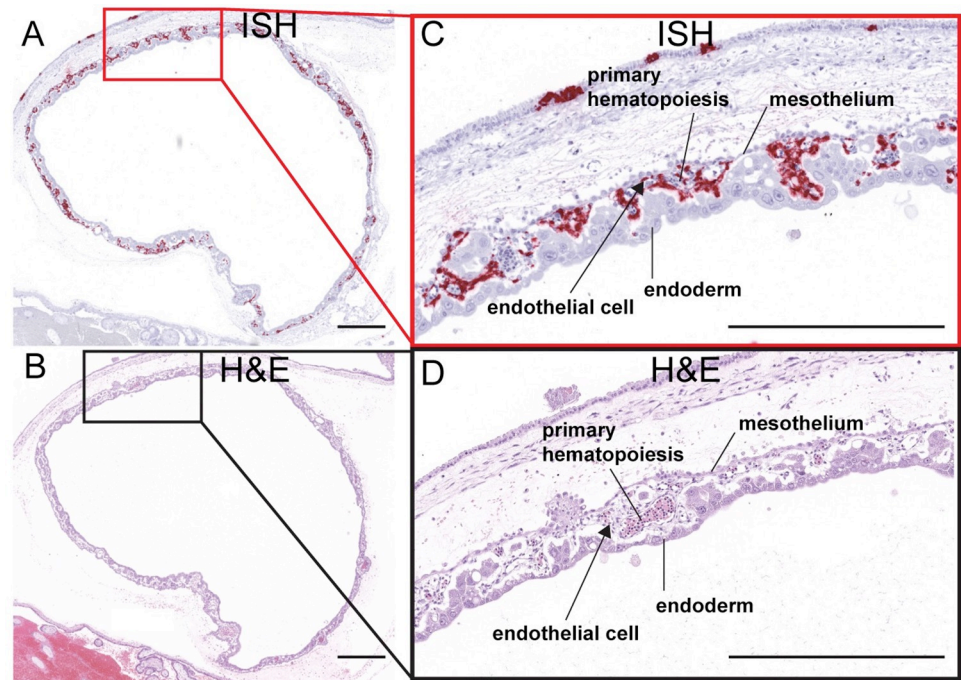 A
ISH
C
ISH
primary
hematopoiesis
mesothelium
endothelial cell
endoderm
B
H&E
D
H&E
primary
hematopoiesis
mesothelium
endoderm
endothelial cell